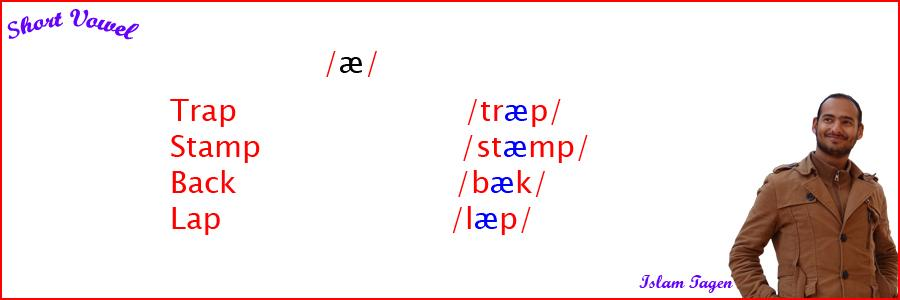 Short Vowel
/æ/
Trap /træp/
Stamp /stæmp/
Back /bæk/
Lap /læp/
Islam Tagen